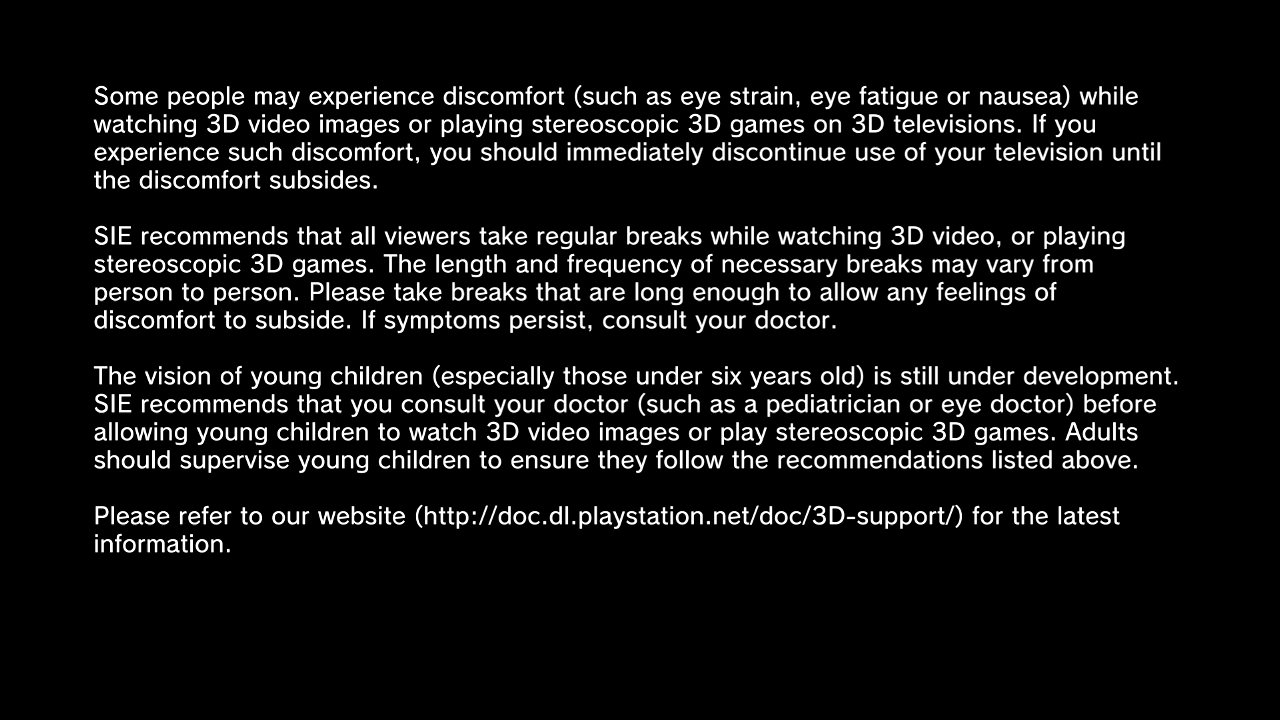 Some people may experience discomfort (such as eye strain, eye fatigue or nausea) while
watching 3D video images or playing stereoscopic 3D games on 3D televisions. If you
experience such discomfort, you should immediately discontinue use of your television until
the discomfort subsides.
SIE recommends that all viewers take regular breaks while watching 3D video, or playing
stereoscopic 3D games. The length and frequency of necessary breaks may vary from
person to person. Please take breaks that are long enough to allow any feelings of
discomfort to subside. If symptoms persist, consult your doctor.
The vision of young children (especially those under six years old) is still under development.
SIE recommends that you consult your doctor (such as a pediatrician or eye doctor) before
allowing young children to watch 3D video images or play stereoscopic 3D games. Adults
should supervise young children to ensure they follow the recommendations listed above.
Please refer to our website (http://doc.dl.playstation.net/doc/3D-support/) for the latest
information.